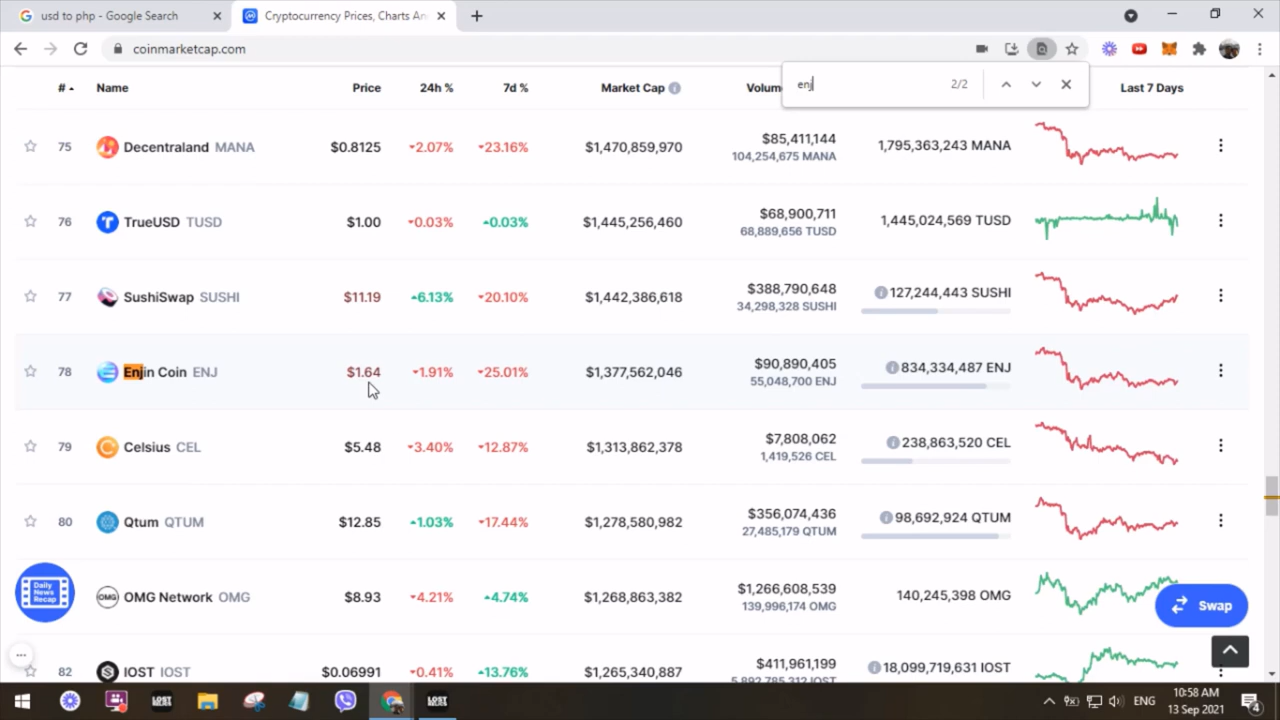 usd to php - Google Search
Cryptocurrency Prices, Charts An
coinmarketcap.com
enj 2/2
# Name Price 24h % 7d % Market Cap Volum Last 7 Days
75 Decentraland MANA $0.8125 2.07% 23.16% $1,470,859,970 $85,411,144 1,795,363,243 MANA
104,254,675 MANA
76 TrueUSD TUSD $1.00 0.03% 0.03% $1,445,256,460 $68,900,711 1,445,024,569 TUSD
68,889,656 TUSD
77 SushiSwap SUSHI $11.19 6.13% 20.10% $1,442,386,618 $388,790,648 127,244,443 SUSHI
34,298,328 SUSHI
78 Enjin Coin ENJ $1.64 1.91% 25.01% $1,377,562,046 $90,890,405 834,334,487 ENJ
55,048,700 ENJ
79 Celsius CEL $5.48 3.40% 12.87% $1,313,862,378 $7,808,062 238,863,520 CEL
1,419,526 CEL
80 Qtum QTUM $12.85 1.03% 17.44% $1,278,580,982 $356,074,436 98,692,924 QTUM
27,485,179 QTUM
Daily
News
Recap
OMG OMG Network OMG $8.93 4.21% 4.74% $1,268,863,382 $1,266,608,539 140,245,398 OMG
139,996,174 OMG
Swap
82 IOST IOST $0.06991 0.41% 13.76% $1,265,340,887 $411,961,199 18,099,719,631 IOST
5,892,785,312 IOST
LOST LOST ENG 10:58 AM
13 Sep 2021
4